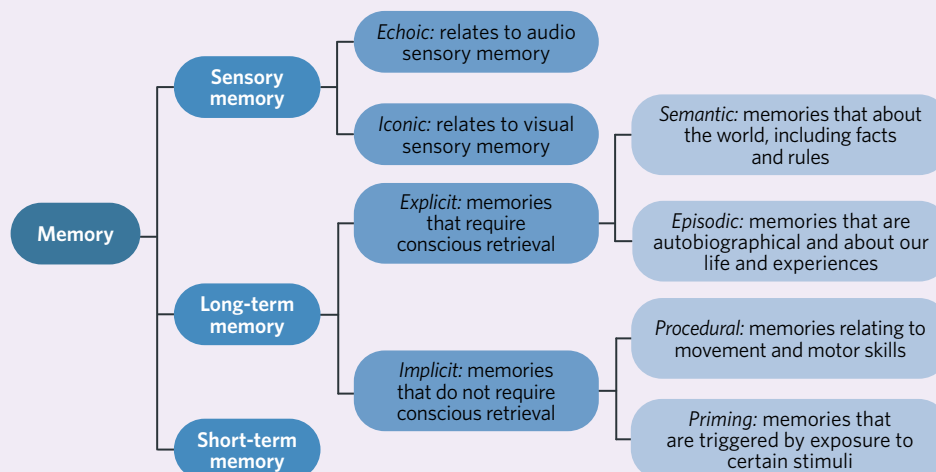 Memory
Sensory
memory
Echoic: relates to audio
sensory memory
Iconic: relates to visual
sensory memory
Long-term
memory
Explicit: memories
that require
conscious retrieval
Semantic: memories that about
the world, including facts
and rules
Episodic: memories that are
autobiographical and about our
life and experiences
Implicit: memories
that do not require
conscious retrieval
Procedural: memories relating to
movement and motor skills
Priming: memories that
are triggered by exposure to
certain stimuli
Short-term
memory